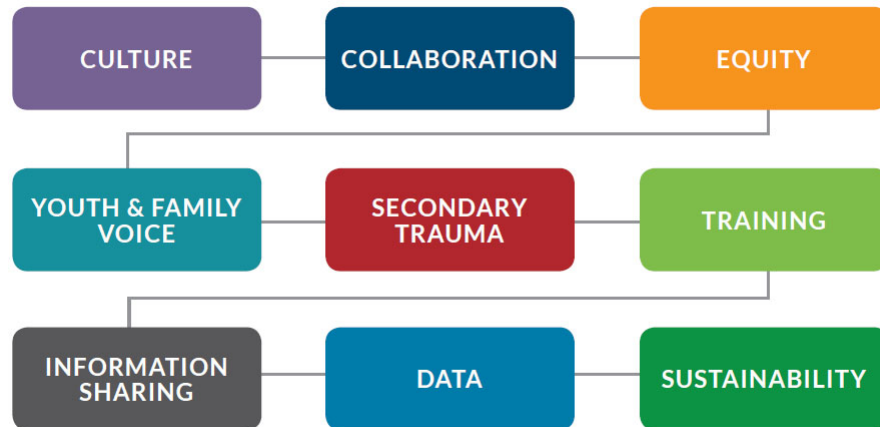 CULTURE
COLLABORATION
EQUITY
YOUTH & FAMILY
VOICE
SECONDARY
TRAUMA
TRAINING
INFORMATION
SHARING
DATA
SUSTAINABILITY